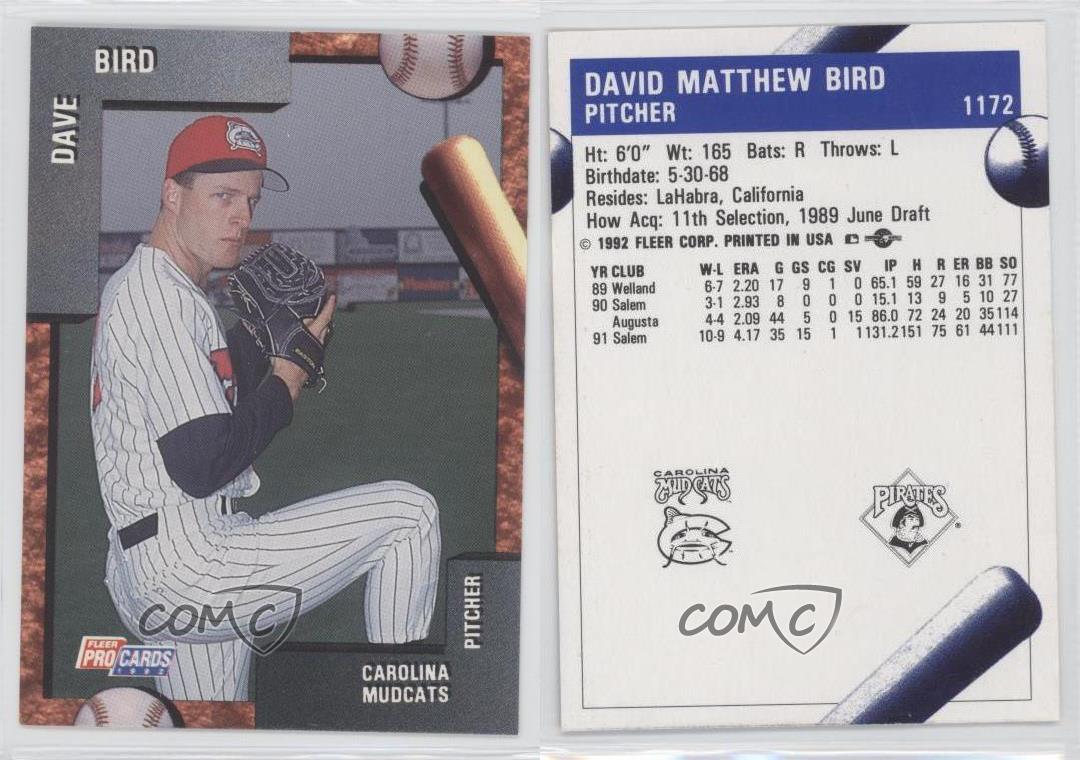 DAVE
BIRD
PITCHER
CAROLINA
MUDCATS
FLEER
PRO CARDS
1992
COMC
DAVID MATTHEW BIRD
PITCHER 1172
Ht: 6'0" Wt: 165 Bats: R Throws: L
Birthdate: 5-30-68
Resides: LaHabra, California
How Acq: 11th Selection, 1989 June Draft
© 1992 FLEER CORP. PRINTED IN USA
YR CLUB W-L ERA G GS CG SV IP H R ER BB SO
89 Welland 6-7 2.20 17 9 1 0 65.1 59 27 16 31 77
90 Salem 3-1 2.93 8 0 0 0 15.1 13 9 5 10 27
Augusta 4-4 2.09 44 5 0 15 86.0 72 24 20 35 114
91 Salem 10-9 4.17 35 15 1 1 131.2 151 75 61 44 111
CAROLINA
MUDCATS
PIRATES
COMC